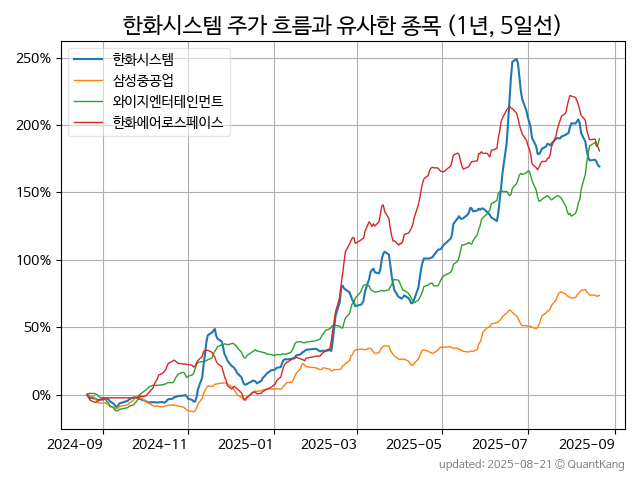 한화시스템 주가 흐름과 유사한 종목 (1년, 5일선)
250%
200%
150%
100%
50%
0%
한화시스템
삼성중공업
와이지엔터테인먼트
한화에어로스페이스
2024-09
2024-11
2025-01
2025-03
2025-05
2025-07
2025-09
updated: 2025-08-21 © QuantKang